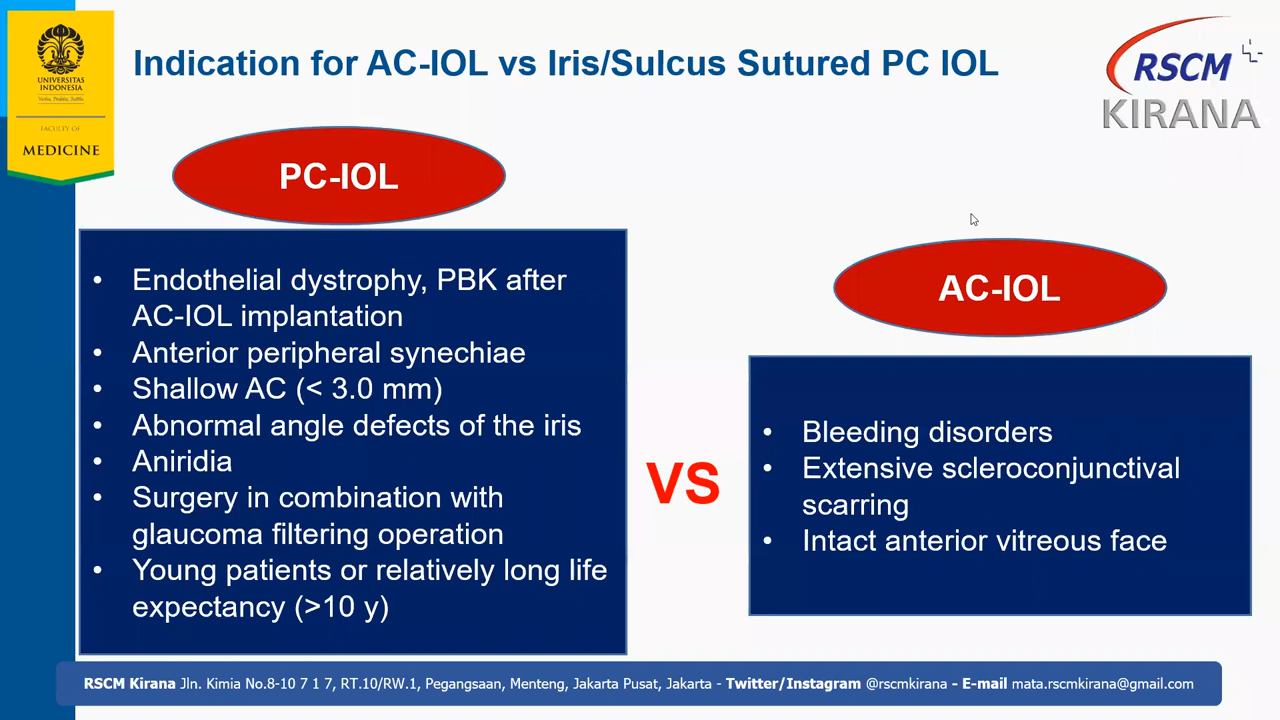 UNIVERSITAS
INDONESIA
Veritas, Probitas, Iustitia
FACULTY OF
MEDICINE
Indication for AC-IOL vs Iris/Sulcus Sutured PC IOL
RSCM
KIRANA
PC-IOL
• Endothelial dystrophy, PBK after
AC-IOL implantation
• Anterior peripheral synechiae
• Shallow AC (< 3.0 mm)
• Abnormal angle defects of the iris
• Aniridia
• Surgery in combination with
glaucoma filtering operation
• Young patients or relatively long life
expectancy (>10 y)
VS
AC-IOL
• Bleeding disorders
• Extensive scleroconjunctival
scarring
• Intact anterior vitreous face
RSCM Kirana Jln. Kimia No.8-10 7 1 7, RT.10/RW.1, Pegangsaan, Menteng, Jakarta Pusat, Jakarta - Twitter/Instagram @rscmkirana - E-mail mata.rscmkirana@gmail.com